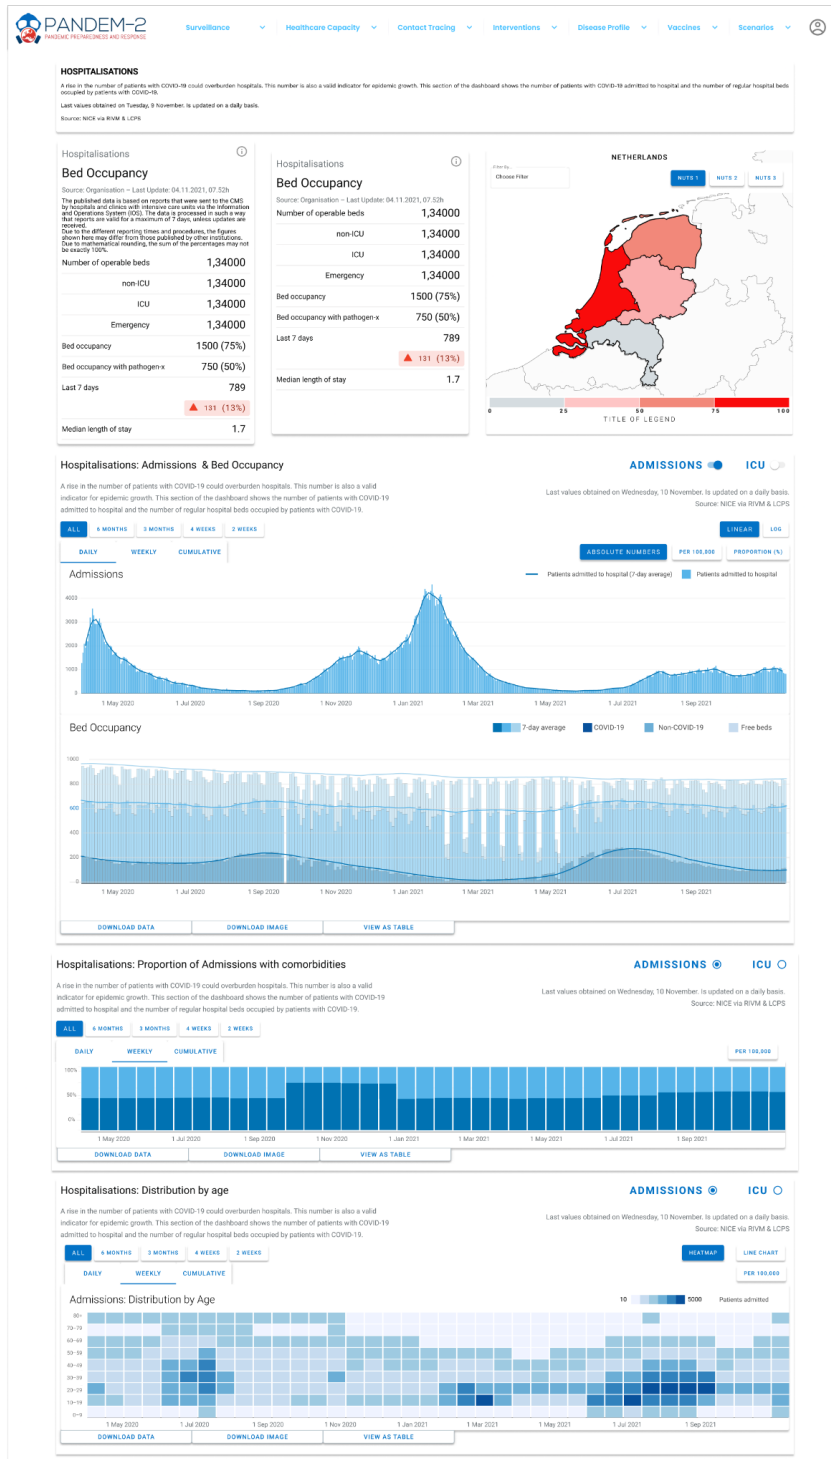 PANDEM-2
PANDEMIC PREPAREDNESS AND RESPONSE
Surveillance
Healthcare Capacity
Contact Tracing
Interventions
Disease Profile
Vaccines
Scenarios
HOSPITALISATIONS
A rise in the number of patients with COVID-19 could overburden hospitals. This number is also a valid indicator for epidemic growth. This section of the dashboard shows the number of patients with COVID-19 admitted to hospital and the number of regular hospital beds
occupied by patients with COVID-19.
Last values obtained on Tuesday, 9 November. Is updated on a daily basis.
Source: NICE via RIVM & LCPS
Hospitalisations
Bed Occupancy
Source: Organisation – Last Update: 04.11.2021, 07.52h
The published data is based on reports that were sent to the CMS
by hospitals and clinics with intensive care units via the Information
and Operations System (IOS). The data is processed in such a way
that reports are valid for a maximum of 7 days, unless updates are
received.
Due to the different reporting times and procedures, the figures
shown here may differ from those published by other institutions.
Due to mathematical rounding, the sum of the percentages may not
be exactly 100%.
Number of operable beds 1,34000
non-ICU 1,34000
ICU 1,34000
Emergency 1,34000
Bed occupancy 1500 (75%)
Bed occupancy with pathogen-x 750 (50%)
Last 7 days 789
131 (13%)
Median length of stay 1.7
Hospitalisations
Bed Occupancy
Source: Organisation – Last Update: 04.11.2021, 07.52h
Number of operable beds 1,34000
non-ICU 1,34000
ICU 1,34000
Emergency 1,34000
Bed occupancy 1500 (75%)
Bed occupancy with pathogen-x 750 (50%)
Last 7 days 789
131 (13%)
Median length of stay 1.7
NETHERLANDS
Filter by
Choose Filter
NUTS 1 NUTS 2 NUTS 3
0 25 50 75 100
TITLE OF LEGEND
Hospitalisations: Admissions & Bed Occupancy
ADMISSIONS ICU
A rise in the number of patients with COVID-19 could overburden hospitals. This number is also a valid
indicator for epidemic growth. This section of the dashboard shows the number of patients with COVID-19
admitted to hospital and the number of regular hospital beds occupied by patients with COVID-19.
Last values obtained on Wednesday, 10 November. Is updated on a daily basis.
Source: NICE via RIVM & LCPS
ALL 6 MONTHS 3 MONTHS 4 WEEKS 2 WEEKS
LINEAR LOG
DAILY WEEKLY CUMULATIVE
ABSOLUTE NUMBERS PER 100,000 PROPORTION (%)
Admissions
Patients admitted to hospital (7-day average) Patients admitted to hospital
4000
3000
2000
1000
0
1 May 2020 1 Jul 2020 1 Sep 2020 1 Nov 2020 1 Jan 2021 1 Mar 2021 1 May 2021 1 Jul 2021 1 Sep 2021
Bed Occupancy
7-day average COVID-19 Non-COVID-19 Free beds
1000
800
600
400
200
0
1 May 2020 1 Jul 2020 1 Sep 2020 1 Nov 2020 1 Jan 2021 1 Mar 2021 1 May 2021 1 Jul 2021 1 Sep 2021
DOWNLOAD DATA DOWNLOAD IMAGE VIEW AS TABLE
Hospitalisations: Proportion of Admissions with comorbidities
ADMISSIONS ICU
A rise in the number of patients with COVID-19 could overburden hospitals. This number is also a valid
indicator for epidemic growth. This section of the dashboard shows the number of patients with COVID-19
admitted to hospital and the number of regular hospital beds occupied by patients with COVID-19.
Last values obtained on Wednesday, 10 November. Is updated on a daily basis.
Source: NICE via RIVM & LCPS
ALL 6 MONTHS 3 MONTHS 4 WEEKS 2 WEEKS
DAILY WEEKLY CUMULATIVE
PER 100,000
100%
50%
0%
1 May 2020 1 Jul 2020 1 Sep 2020 1 Nov 2020 1 Jan 2021 1 Mar 2021 1 May 2021 1 Jul 2021 1 Sep 2021
DOWNLOAD DATA DOWNLOAD IMAGE VIEW AS TABLE
Hospitalisations: Distribution by age
ADMISSIONS ICU
A rise in the number of patients with COVID-19 could overburden hospitals. This number is also a valid
indicator for epidemic growth. This section of the dashboard shows the number of patients with COVID-19
admitted to hospital and the number of regular hospital beds occupied by patients with COVID-19.
Last values obtained on Wednesday, 10 November. Is updated on a daily basis.
Source: NICE via RIVM & LCPS
ALL 6 MONTHS 3 MONTHS 4 WEEKS 2 WEEKS
HEATMAP LINE CHART
DAILY WEEKLY CUMULATIVE
PER 100,000
Admissions: Distribution by Age
10 5000 Patients admitted
70–79
60–69
50–59
40–49
30–39
20–29
10–19
0–9
1 May 2020 1 Jul 2020 1 Sep 2020 1 Nov 2020 1 Jan 2021 1 Mar 2021 1 May 2021 1 Jul 2021 1 Sep 2021
DOWNLOAD DATA DOWNLOAD IMAGE VIEW AS TABLE